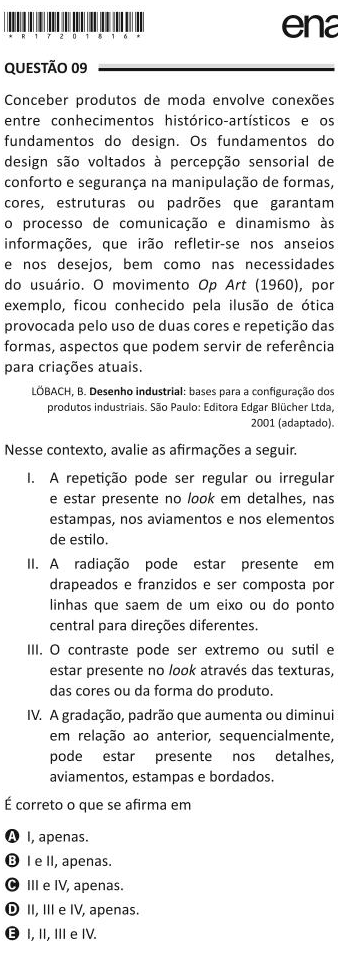 * R 1 7 2 0 1 8 1 6 *
ena
QUESTÃO 09
Conceber produtos de moda envolve conexões
entre conhecimentos histórico-artísticos e os
fundamentos do design. Os fundamentos do
design são voltados à percepção sensorial de
conforto e segurança na manipulação de formas,
cores, estruturas ou padrões que garantam
o processo de comunicação e dinamismo às
informações, que irão refletir-se nos anseios
e nos desejos, bem como nas necessidades
do usuário. O movimento Op Art (1960), por
exemplo, ficou conhecido pela ilusão de ótica
provocada pelo uso de duas cores e repetição das
formas, aspectos que podem servir de referência
para criações atuais.
LÖBACH, B. Desenho industrial: bases para a configuração dos
produtos industriais. São Paulo: Editora Edgar Blücher Ltda,
2001 (adaptado).
Nesse contexto, avalie as afirmações a seguir.
I. A repetição pode ser regular ou irregular
e estar presente no look em detalhes, nas
estampas, nos aviamentos e nos elementos
de estilo.
II. A radiação pode estar presente em
drapeados e franzidos e ser composta por
linhas que saem de um eixo ou do ponto
central para direções diferentes.
III. O contraste pode ser extremo ou sutil e
estar presente no look através das texturas,
das cores ou da forma do produto.
IV. A gradação, padrão que aumenta ou diminui
em relação ao anterior, sequencialmente,
pode estar presente nos detalhes,
aviamentos, estampas e bordados.
É correto o que se afirma em
A I, apenas.
B I e II, apenas.
C III e IV, apenas.
D II, III e IV, apenas.
E I, II, III e IV.